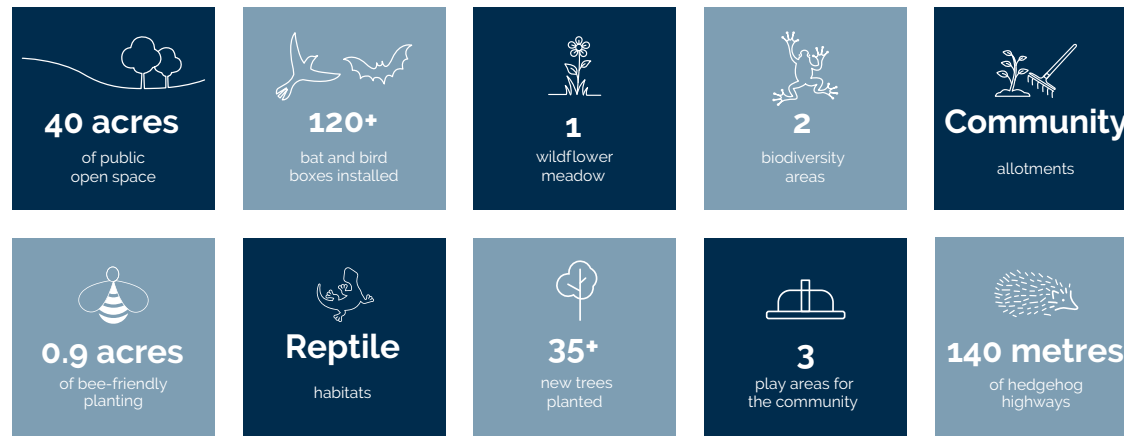 40 acres
of public
open space
120+
bat and bird
boxes installed
1
wildflower
meadow
2
biodiversity
areas
Community
allotments
0.9 acres
of bee-friendly
planting
Reptile
habitats
35+
new trees
planted
3
play areas for
the community
140 metres
of hedgehog
highways